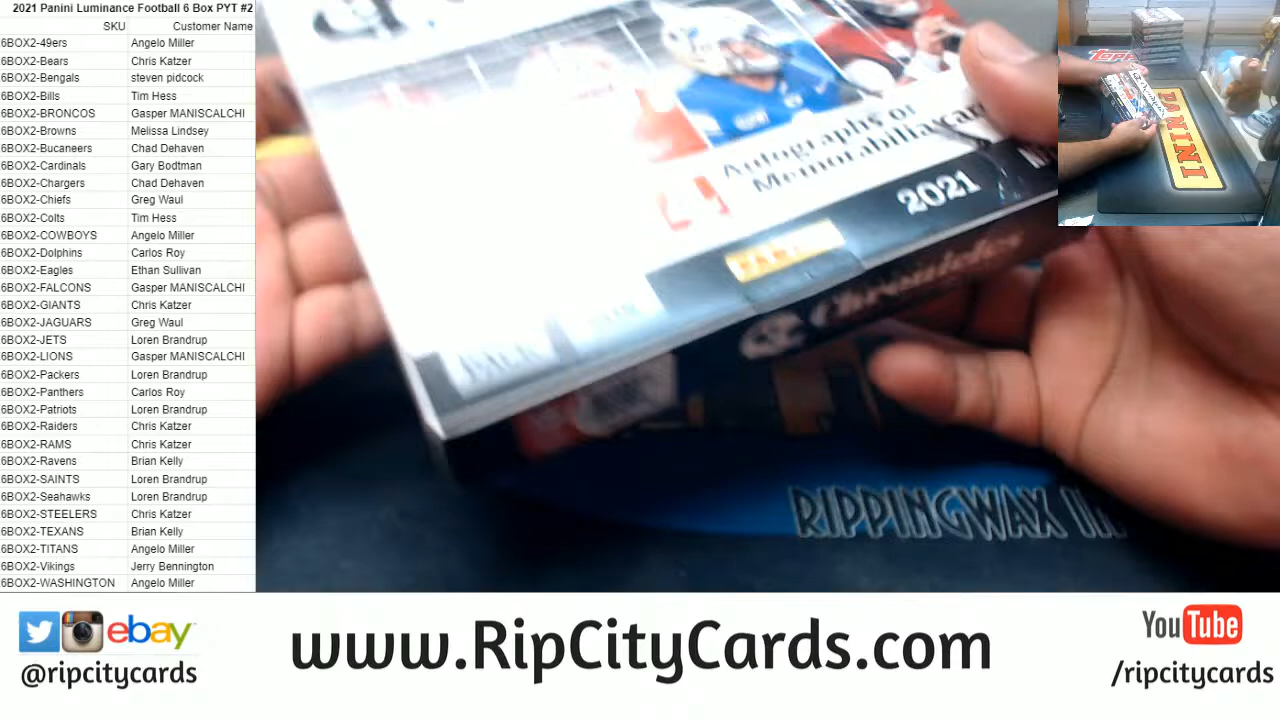 2021 Panini Luminance Football 6 Box PYT #2
SKU Customer Name
6BOX2-49ers Angelo Miller
6BOX2-Bears Chris Katzer
6BOX2-Bengals steven pidcock
6BOX2-Bills Tim Hess
6BOX2-BRONCOS Gasper MANISCALCHI
6BOX2-Browns Melissa Lindsey
6BOX2-Bucaneers Chad Dehaven
6BOX2-Cardinals Gary Bodtman
6BOX2-Chargers Chad Dehaven
6BOX2-Chiefs Greg Waul
6BOX2-Colts Tim Hess
6BOX2-COWBOYS Angelo Miller
6BOX2-Dolphins Carlos Roy
6BOX2-Eagles Ethan Sullivan
6BOX2-FALCONS Gasper MANISCALCHI
6BOX2-GIANTS Chris Katzer
6BOX2-JAGUARS Greg Waul
6BOX2-JETS Loren Brandrup
6BOX2-LIONS Gasper MANISCALCHI
6BOX2-Packers Loren Brandrup
6BOX2-Panthers Carlos Roy
6BOX2-Patriots Loren Brandrup
6BOX2-Raiders Chris Katzer
6BOX2-RAMS Chris Katzer
6BOX2-Ravens Brian Kelly
6BOX2-SAINTS Loren Brandrup
6BOX2-Seahawks Loren Brandrup
6BOX2-STEELERS Chris Katzer
6BOX2-TEXANS Brian Kelly
6BOX2-TITANS Angelo Miller
6BOX2-Vikings Jerry Bennington
6BOX2-WASHINGTON Angelo Miller
Autographs or
Memorabilia
2021
PANINI
Chronicles
RIPPINGWAX
topps
PANINI
ebay
@ripcitycards
www.RipCityCards.com
YouTube
/ripcitycards